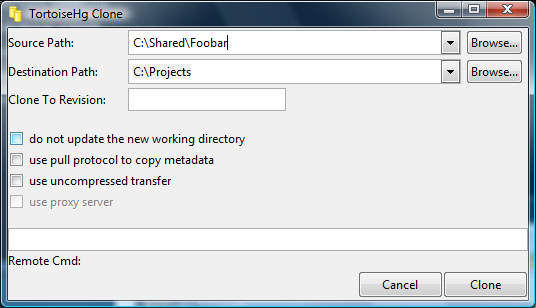 TortoiseHg Clone
Source Path: C:\Shared\Foobar Browse...
Destination Path: C:\Projects Browse...
Clone To Revision:
do not update the new working directory
use pull protocol to copy metadata
use uncompressed transfer
use proxy server
Remote Cmd:
Cancel Clone